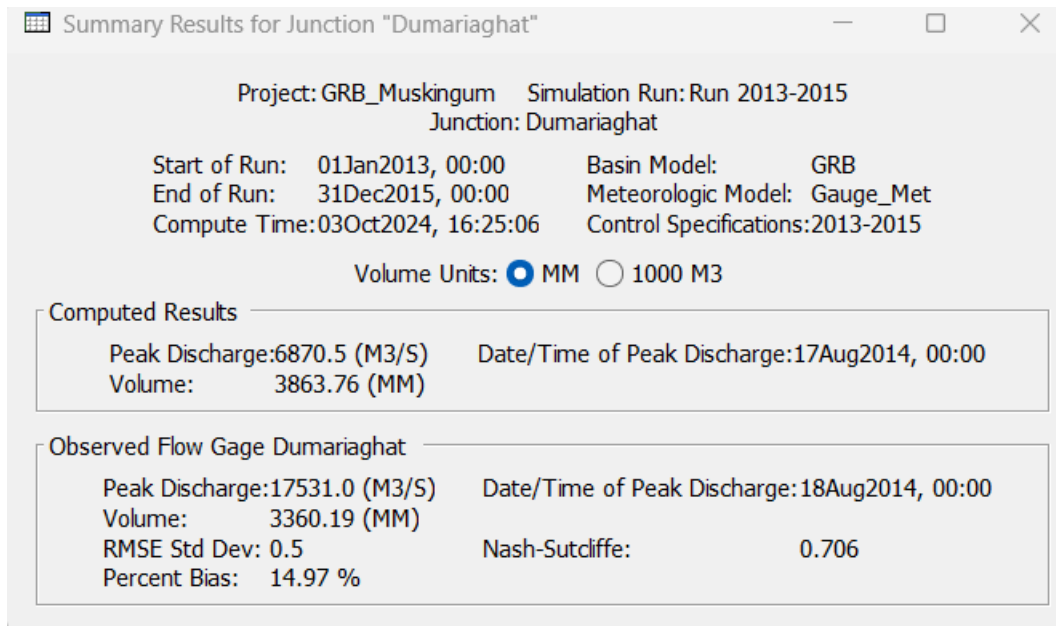 Summary Results for Junction "Dumariaghat"
Project: GRB_Muskingum Simulation Run: Run 2013-2015
Junction: Dumariaghat
Start of Run: 01Jan2013, 00:00 Basin Model: GRB
End of Run: 31Dec2015, 00:00 Meteorologic Model: Gauge_Met
Compute Time:03Oct2024, 16:25:06 Control Specifications:2013-2015
Volume Units: MM 1000 M3
Computed Results
Peak Discharge:6870.5 (M3/S) Date/Time of Peak Discharge:17Aug2014, 00:00
Volume: 3863.76 (MM)
Observed Flow Gage Dumariaghat
Peak Discharge:17531.0 (M3/S) Date/Time of Peak Discharge:18Aug2014, 00:00
Volume: 3360.19 (MM)
RMSE Std Dev: 0.5 Nash-Sutcliffe: 0.706
Percent Bias: 14.97 %